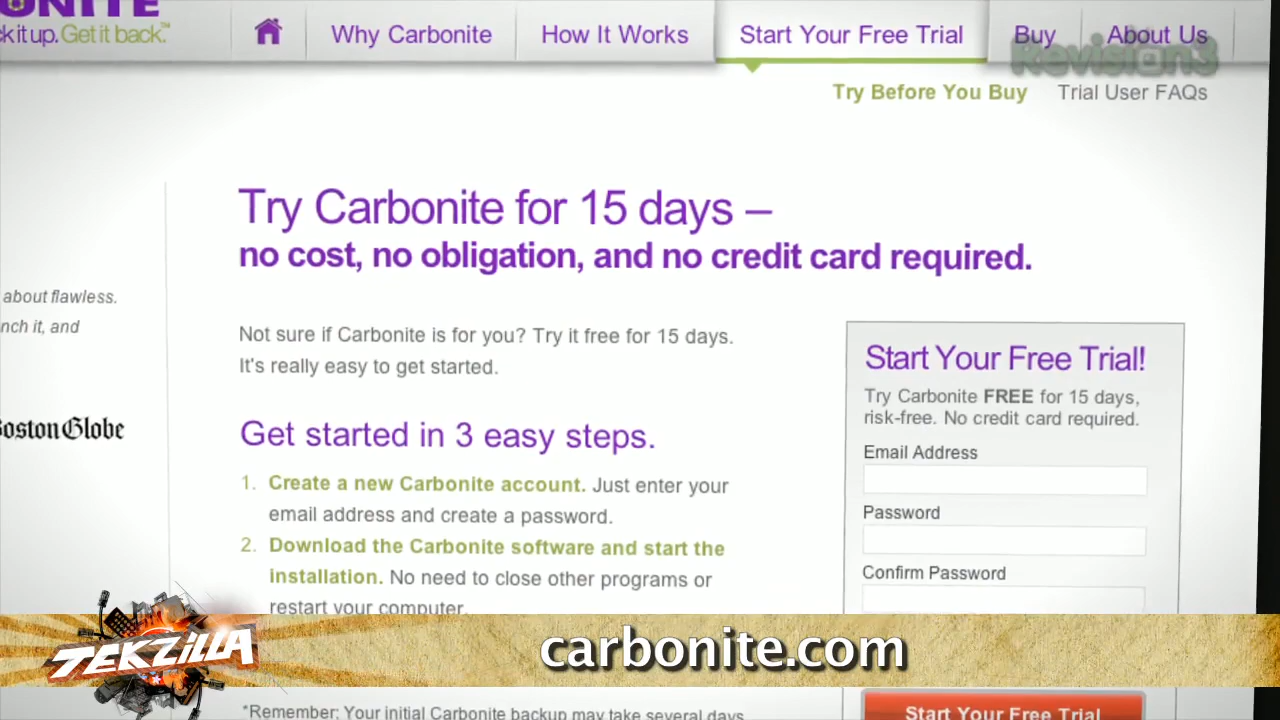 ONITE
k it up. Get it back.™
Why Carbonite
How It Works
Start Your Free Trial
Buy
About Us
Revision3
Try Before You Buy
Trial User FAQs
Try Carbonite for 15 days –
no cost, no obligation, and no credit card required.
about flawless.
nch it, and
Boston Globe
Not sure if Carbonite is for you? Try it free for 15 days.
It's really easy to get started.
Get started in 3 easy steps.
1. Create a new Carbonite account. Just enter your
email address and create a password.
2. Download the Carbonite software and start the
installation. No need to close other programs or
restart your computer.
Start Your Free Trial!
Try Carbonite FREE for 15 days,
risk-free. No credit card required.
Email Address
Password
Confirm Password
TEKZILLA
carbonite.com
*Remember: Your initial Carbonite backup may take several days
Start Your Free Trial